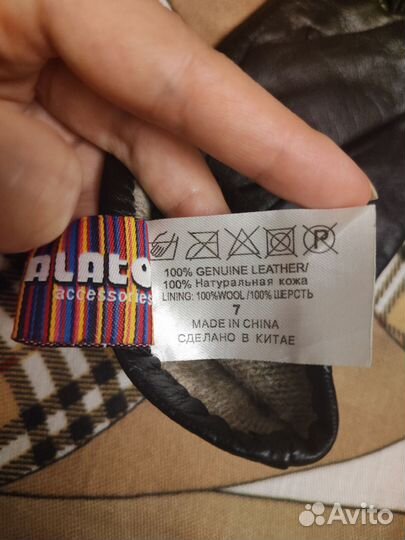 ALATO
accessories
P
100% GENUINE LEATHER/
100% Натуральная кожа
LINING: 100%WOOL /100% ШЕРСТЬ
7
MADE IN CHINA
СДЕЛАНО В КИТАЕ
Avito